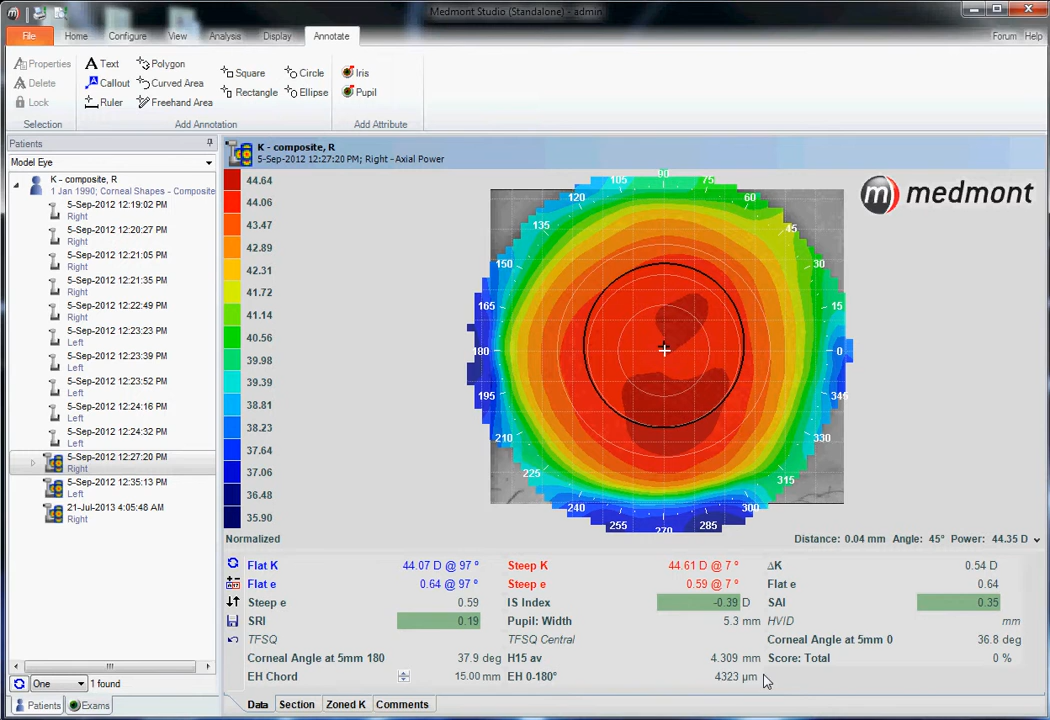 Medmont Studio (Standalone) - admin
File Home Configure View Analysis Display Annotate Forum Help
Properties
Delete
Lock
Selection
Text Polygon Square Circle
Callout Curved Area Rectangle Ellipse
Ruler Freehand Area
Add Annotation
Iris
Pupil
Add Attribute
Patients
Model Eye
K - composite, R
1 Jan 1990; Corneal Shapes - Composite
5-Sep-2012 12:19:02 PM
Right
5-Sep-2012 12:20:27 PM
Right
5-Sep-2012 12:21:05 PM
Right
5-Sep-2012 12:21:35 PM
Right
5-Sep-2012 12:22:49 PM
Right
5-Sep-2012 12:23:23 PM
Left
5-Sep-2012 12:23:39 PM
Left
5-Sep-2012 12:23:52 PM
Left
5-Sep-2012 12:24:16 PM
Left
5-Sep-2012 12:24:32 PM
Left
5-Sep-2012 12:27:20 PM
Right
5-Sep-2012 12:35:13 PM
Left
21-Jul-2013 4:05:48 AM
Right
One 1 found
Patients Exams
K - composite, R
5-Sep-2012 12:27:20 PM; Right - Axial Power
44.64
44.06
43.47
42.89
42.31
41.72
41.14
40.56
39.98
39.39
38.81
38.23
37.64
37.06
36.48
35.90
m medmont
90
105 75
120 60
135 45
150 30
165 15
180 0
195 345
210 330
225 315
240 300
255 270 285
Normalized Distance: 0.04 mm Angle: 45° Power: 44.35 D
Flat K 44.07 D @ 97 º Steep K 44.61 D @ 7 º ΔK 0.54 D
Flat e 0.64 @ 97 º Steep e 0.59 @ 7 º Flat e 0.64
Steep e 0.59 IS Index -0.39 D SAI 0.35
SRI 0.19 Pupil: Width 5.3 mm HVID mm
TFSQ TFSQ Central Corneal Angle at 5mm 0 36.8 deg
Corneal Angle at 5mm 180 37.9 deg H15 av 4.309 mm Score: Total 0 %
EH Chord 15.00 mm EH 0-180° 4323 µm
Data Section Zoned K Comments